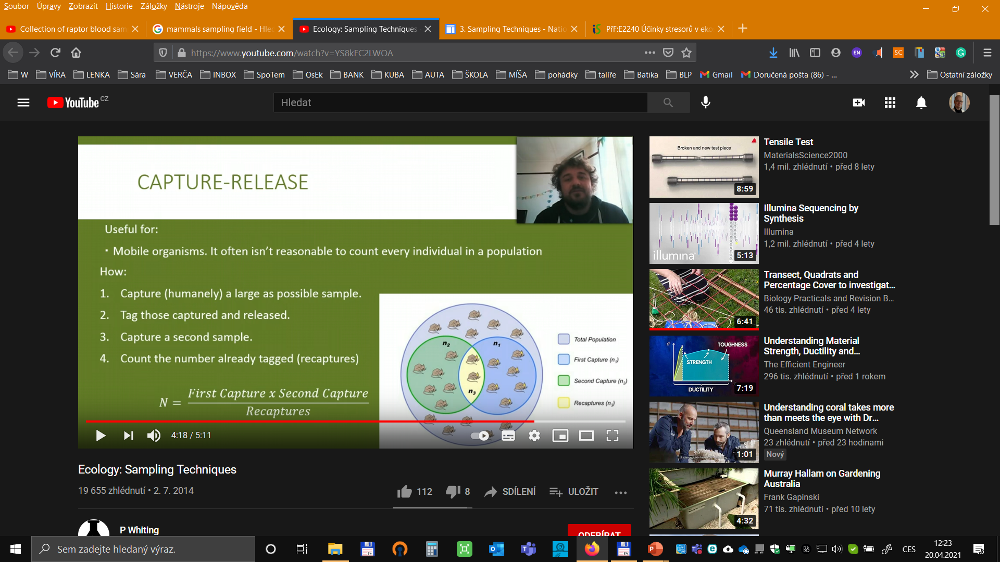 Soubor Úpravy Zobrazit Historie Záložky Nástroje Nápověda
Collection of raptor blood sam
mammals sampling field - Hled
Ecology: Sampling Techniques
3. Sampling Techniques - Natio
PřF:E2240 Účinky stresorů v eko
https://www.youtube.com/watch?v=YS8kFC2LWOA
EN
SC
W VÍRA LENKA Sára VERČA INBOX SpoTem OsEk BANK KUBA AUTA ŠKOLA MÍŠA pohádky talíře Batika BLP Gmail Doručená pošta (86) - ... Ostatní záložky
YouTube CZ
Hledat
CAPTURE-RELEASE
Useful for:
· Mobile organisms. It often isn't reasonable to count every individual in a population
How:
1. Capture (humanely) a large as possible sample.
2. Tag those captured and released.
3. Capture a second sample.
4. Count the number already tagged (recaptures)
N = First Capture x Second Capture
Recaptures
n2
n1
n3
Total Population
First Capture (n1)
Second Capture (n2)
Recaptures (n3)
4:18 / 5:11
Ecology: Sampling Techniques
19 655 zhlédnutí • 2. 7. 2014
112
8
SDÍLENÍ
ULOŽIT
P Whiting
ODEBÍRAT
Broken and new test piece
8:59
Tensile Test
MaterialsScience2000
1,4 mil. zhlédnutí • před 8 lety
illumina
5:13
Illumina Sequencing by
Synthesis
Illumina
1,2 mil. zhlédnutí • před 4 lety
6:41
Transect, Quadrats and
Percentage Cover to investigat...
Biology Practicals and Revision B...
46 tis. zhlédnutí • před 4 lety
σ
TOUGHNESS
STRENGTH
DUCTILITY
7:19
Understanding Material
Strength, Ductility and...
The Efficient Engineer
296 tis. zhlédnutí • před 1 rokem
1:01
Understanding coral takes more
than meets the eye with Dr...
Queensland Museum Network
23 zhlédnutí • před 23 hodinami
Nový
4:32
Murray Hallam on Gardening
Australia
Frank Gapinski
71 tis. zhlédnutí • před 10 lety
Sem zadejte hledaný výraz.
CES
12:23
20.04.2021